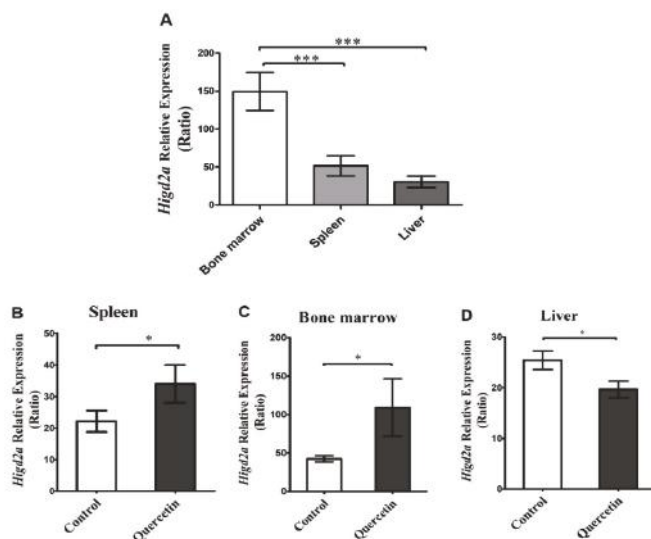 A
*** 
***
Higd2a Relative Expression
(Ratio)
200
150
100
50
0
Bone marrow
Spleen
Liver
B
Spleen
*
Higd2a Relative Expression
(Ratio)
50
40
30
20
10
0
Control
Quercetin
C
Bone marrow
*
Higd2a Relative Expression
(Ratio)
200
150
100
50
0
Control
Quercetin
D
Liver
*
Higd2a Relative Expression
(Ratio)
30
20
10
0
Control
Quercetin